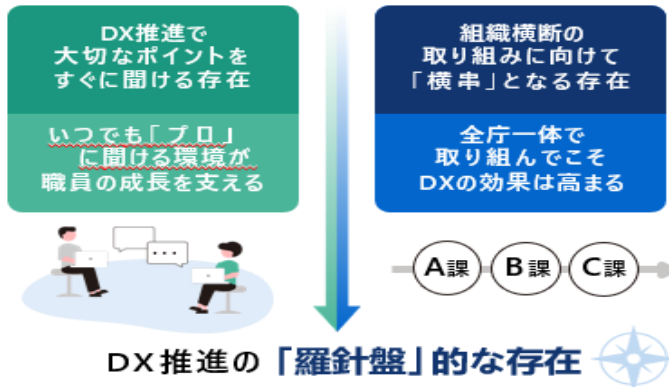 DX推進で
大切なポイントを
すぐに聞ける存在
いつでも「プロ」
に聞ける環境が
職員の成長を支える
組織横断の
取り組みに向けて
「横串」となる存在
全庁一体で
取り組んでこそ
DXの効果は高まる
A課
B課
C課
DX推進の「羅針盤」的な存在